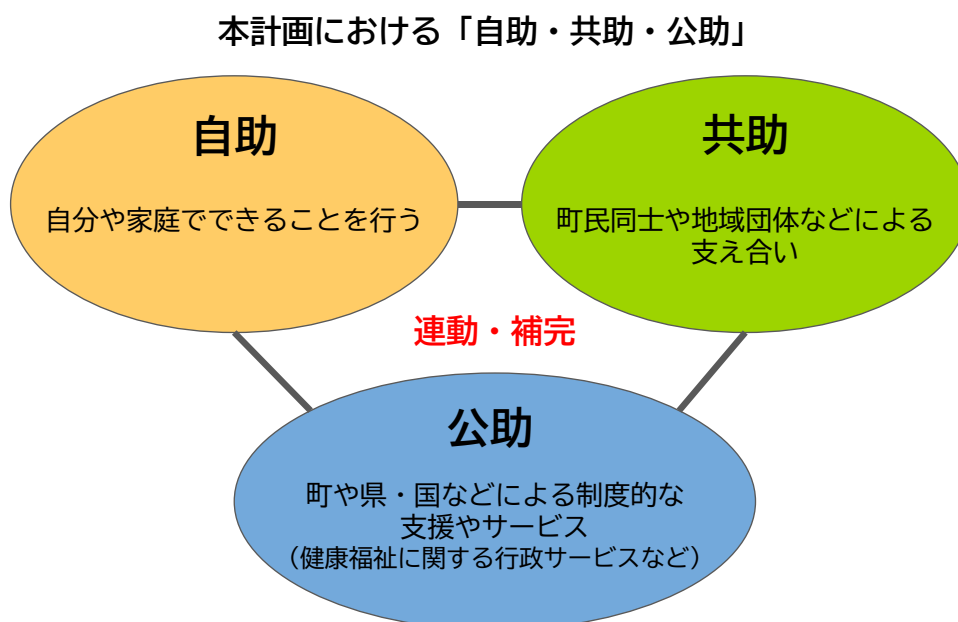 本計画における「自助・共助・公助」
自助
自分や家庭でできることを行う
共助
町民同士や地域団体などによる
支え合い
連動・補完
公助
町や県・国などによる制度的な
支援やサービス
（健康福祉に関する行政サービスなど）